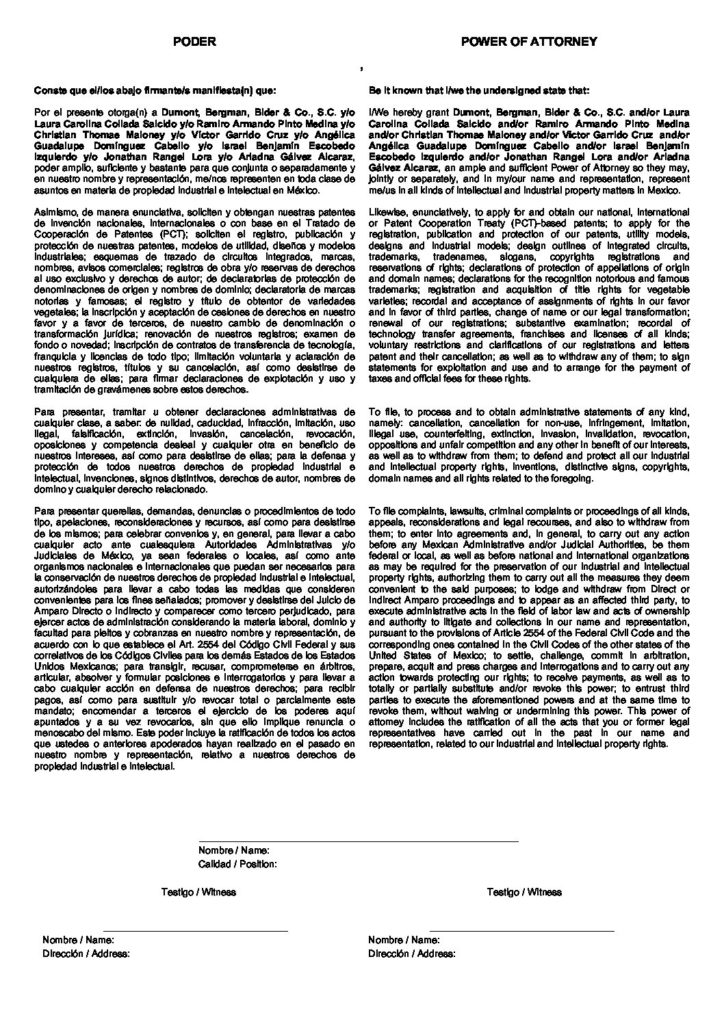 PODER
,
Conste que el/los abajo firmante/s manifiesta(n) que:
Por el presente otorga(n) a Dumont, Bergman, Bider & Co., S.C. y/o
Laura Carolina Collada Salcido y/o Ramiro Armando Pinto Medina y/o
Christian Thomae Maloney y/o Víctor Garrido Cruz y/o Angélica
Guadalupe Domínguez Cabello y/o Israel Benjamín Escobedo
Izquierdo y/o Jonathan Rangel Lora y/o Ariadna Gálvez Alcaraz,
poder amplio, suficiente y bastante para que conjunta o separadamente y
en nuestro nombre y representación, me/nos representen en toda clase de
asuntos en materia de propiedad industrial e intelectual en México.
Asimismo, de manera enunciativa, soliciten y obtengan nuestras patentes
de invención nacionales, internacionales o con base en el Tratado de
Cooperación de Patentes (PCT); soliciten el registro, publicación y
protección de nuestras patentes, modelos de utilidad, diseños y modelos
industriales; esquemas de trazado de circuitos integrados, marcas,
nombres, avisos comerciales; registros de obra y/o reservas de derechos
al uso exclusivo y derechos de autor; de declaratorias de protección de
denominaciones de origen y nombres de dominio; declaratoria de marcas
notorias y famosas; el registro y título de obtentor de variedades
vegetales; la inscripción y aceptación de cesiones de derechos en nuestro
favor y a favor de terceros, de nuestro cambio de denominación o
transformación jurídica; renovación de nuestros registros; examen de
fondo o novedad; inscripción de contratos de transferencia de tecnología,
franquicia y licencias de todo tipo; limitación voluntaria y aclaración de
nuestros registros, títulos y su cancelación, así como desistirse de
cualquiera de ellas; para firmar declaraciones de explotación y uso y
tramitación de gravámenes sobre estos derechos.
Para presentar, tramitar u obtener declaraciones administrativas de
cualquier clase, a saber: de nulidad, caducidad, infracción, imitación, uso
ilegal, falsificación, extinción, invasión, cancelación, revocación,
oposiciones y competencia desleal y cualquier otra en beneficio de
nuestros intereses, así como para desistirse de ellas; para la defensa y
protección de todos nuestros derechos de propiedad industrial e
intelectual, invenciones, signos distintivos, derechos de autor, nombres de
domino y cualquier derecho relacionado.
Para presentar querellas, demandas, denuncias o procedimientos de todo
tipo, apelaciones, reconsideraciones y recursos, así como para desistirse
de los mismos; para celebrar convenios y, en general, para llevar a cabo
cualquier acto ante cualesquiera Autoridades Administrativas y/o
Judiciales de México, ya sean federales o locales, así como ante
organismos nacionales e internacionales que puedan ser necesarios para
la conservación de nuestros derechos de propiedad industrial e intelectual,
autorizándoles para llevar a cabo todas las medidas que consideren
convenientes para los fines señalados; promover y desistirse del Juicio de
Amparo Directo o Indirecto y comparecer como tercero perjudicado, para
ejercer actos de administración considerando la materia laboral, dominio y
facultad para pleitos y cobranzas en nuestro nombre y representación, de
acuerdo con lo que establece el Art. 2554 del Código Civil Federal y sus
correlativos de los Códigos Civiles para los demás Estados de los Estados
Unidos Mexicanos; para transigir, recusar, comprometerse en árbitros,
articular, absolver y formular posiciones e interrogatorios y para llevar a
cabo cualquier acción en defensa de nuestros derechos; para recibir
pagos, así como para sustituir y/o revocar total o parcialmente este
mandato; encomendar a terceros el ejercicio de los poderes aquí
apuntados y a su vez revocarlos, sin que ello implique renuncia o
menoscabo del mismo. Este poder incluye la ratificación de todos los actos
que ustedes o anteriores apoderados hayan realizado en el pasado en
nuestro nombre y representación, relativo a nuestros derechos de
propiedad industrial e intelectual.
POWER OF ATTORNEY
Be it known that I/we the undersigned state that:
I/We hereby grant Dumont, Bergman, Bider & Co., S.C. and/or Laura
Carolina Collada Salcido and/or Ramiro Armando Pinto Medina
and/or Christian Thomae Maloney and/or Víctor Garrido Cruz and/or
Angélica Guadalupe Domínguez Cabello and/or Israel Benjamín
Escobedo Izquierdo and/or Jonathan Rangel Lora and/or Ariadna
Gálvez Alcaraz, an ample and sufficient Power of Attorney so they may,
jointly or separately, and in my/our name and representation, represent
me/us in all kinds of intellectual and industrial property matters in Mexico.
Likewise, enunciatively, to apply for and obtain our national, international
or Patent Cooperation Treaty (PCT)-based patents; to apply for the
registration, publication and protection of our patents, utility models,
designs and industrial models; design outlines of integrated circuits,
trademarks, tradenames, slogans, copyrights registrations and
reservations of rights; declarations of protection of appellations of origin
and domain names; declarations for the recognition notorious and famous
trademarks; registration and acquisition of title rights for vegetable
varieties; recordal and acceptance of assignments of rights in our favor
and in favor of third parties, change of name or our legal transformation;
renewal of our registrations; substantive examination; recordal of
technology transfer agreements, franchises and licenses of all kinds;
voluntary restrictions and clarifications of our registrations and letters
patent and their cancellation; as well as to withdraw any of them; to sign
statements for exploitation and use and to arrange for the payment of
taxes and official fees for these rights.
To file, to process and to obtain administrative statements of any kind,
namely: cancellation, cancellation for non-use, infringement, imitation,
illegal use, counterfeiting, extinction, invasion, invalidation, revocation,
oppositions and unfair competition and any other in benefit of our interests,
as well as to withdraw from them; to defend and protect all our industrial
and intellectual property rights, inventions, distinctive signs, copyrights,
domain names and all rights related to the foregoing.
To file complaints, lawsuits, criminal complaints or proceedings of all kinds,
appeals, reconsiderations and legal recourses, and also to withdraw from
them; to enter into agreements and, in general, to carry out any action
before any Mexican Administrative and/or Judicial Authorities, be them
federal or local, as well as before national and international organizations
as may be required for the preservation of our industrial and intellectual
property rights, authorizing them to carry out all the measures they deem
convenient to the said purposes; to lodge and withdraw from Direct or
Indirect Amparo proceedings and to appear as an affected third party, to
execute administrative acts in the field of labor law and acts of ownership
and authority to litigate and collections in our name and representation,
pursuant to the provisions of Article 2554 of the Federal Civil Code and the
corresponding ones contained in the Civil Codes of the other states of the
United States of Mexico; to settle, challenge, commit in arbitration,
prepare, acquit and press charges and interrogations and to carry out any
action towards protecting our rights; to receive payments, as well as to
totally or partially substitute and/or revoke this power; to entrust third
parties to execute the aforementioned powers and at the same time to
revoke them, without waiving or undermining this power. This power of
attorney includes the ratification of all the acts that you or former legal
representatives have carried out in the past in our name and
representation, related to our industrial and intellectual property rights.
Nombre / Name:
Calidad / Position:
Testigo / Witness
Testigo / Witness
Nombre / Name:
Dirección / Address:
Nombre / Name:
Dirección / Address: